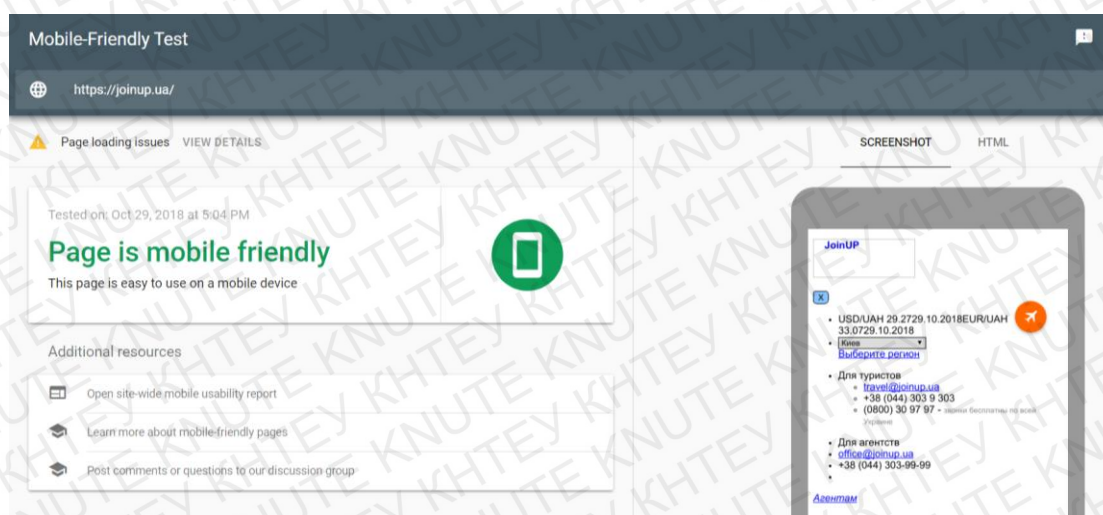 Mobile-Friendly Test
https://joinup.ua/
Page loading issues VIEW DETAILS
SCREENSHOT HTML
Tested on: Oct 29, 2018 at 5:04 PM
Page is mobile friendly
This page is easy to use on a mobile device
Additional resources
Open site-wide mobile usability report
Learn more about mobile-friendly pages
Post comments or questions to our discussion group
JoinUP
X
USD/UAH 29.2729.10.2018EUR/UAH
33.0729.10.2018
Киев
Выберите регион
Для туристов
travel@joinup.ua
+38 (044) 303 9 303
(0800) 30 97 97 - звонки бесплатны по всей
Украине
Для агентств
office@joinup.ua
+38 (044) 303-99-99
Агентам
KHTEY KNUTE